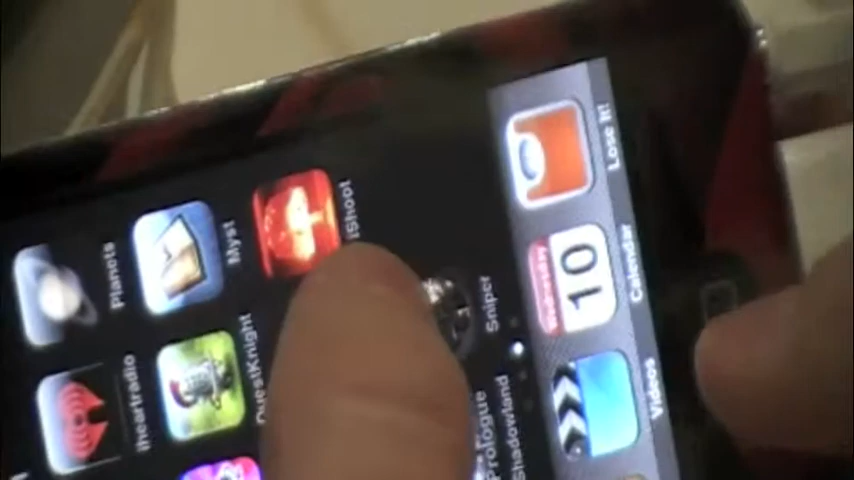 Planets
Myst
iShoot
iheartradio
QuestKnight
Sniper
Prologue
Shadowland
Lose It!
Wednesday
10
Calendar
Videos